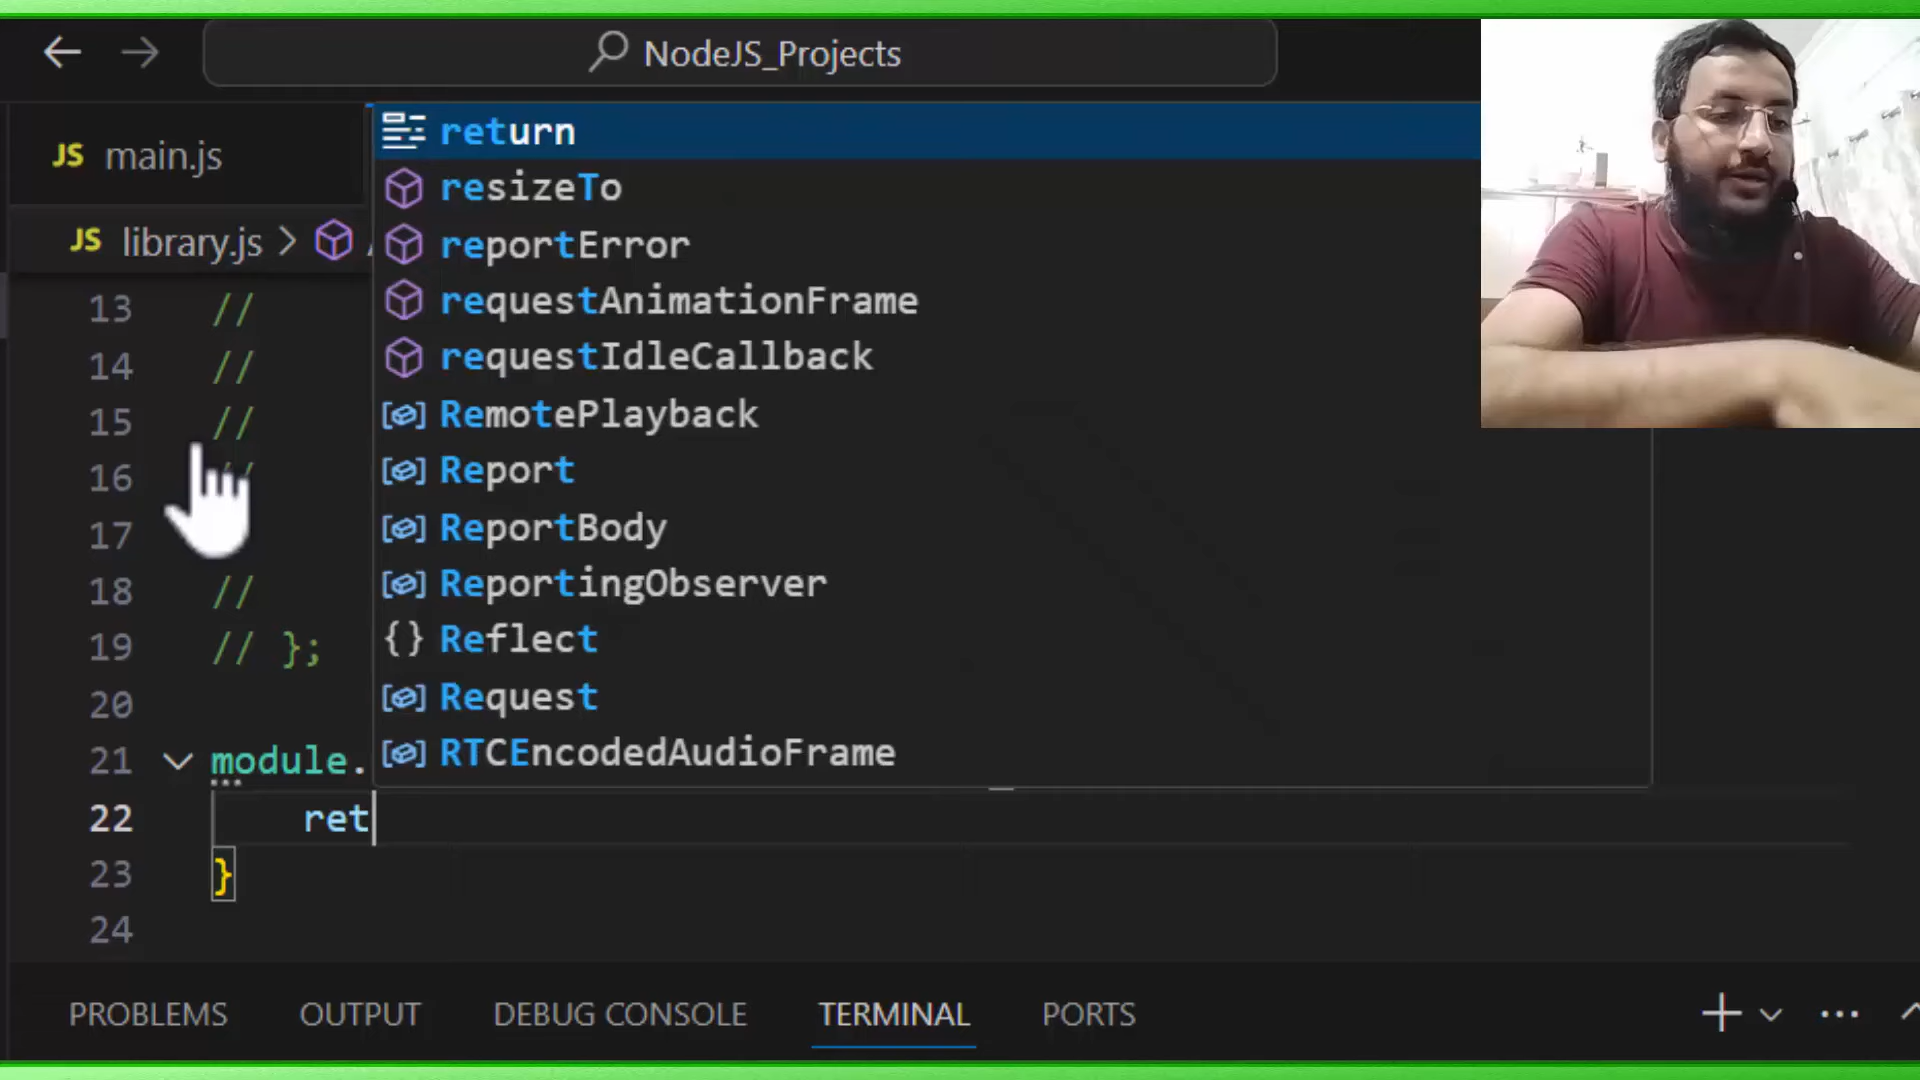 NodeJS_Projects
JS main.js
JS library.js >
return
resizeTo
reportError
requestAnimationFrame
requestIdleCallback
RemotePlayback
Report
ReportBody
ReportingObserver
{} Reflect
Request
RTCEncodedAudioFrame
13 //
14 //
15 //
16 //
17
18 //
19 // };
20
21 module.
22 ret
23 }
24
PROBLEMS OUTPUT DEBUG CONSOLE TERMINAL PORTS